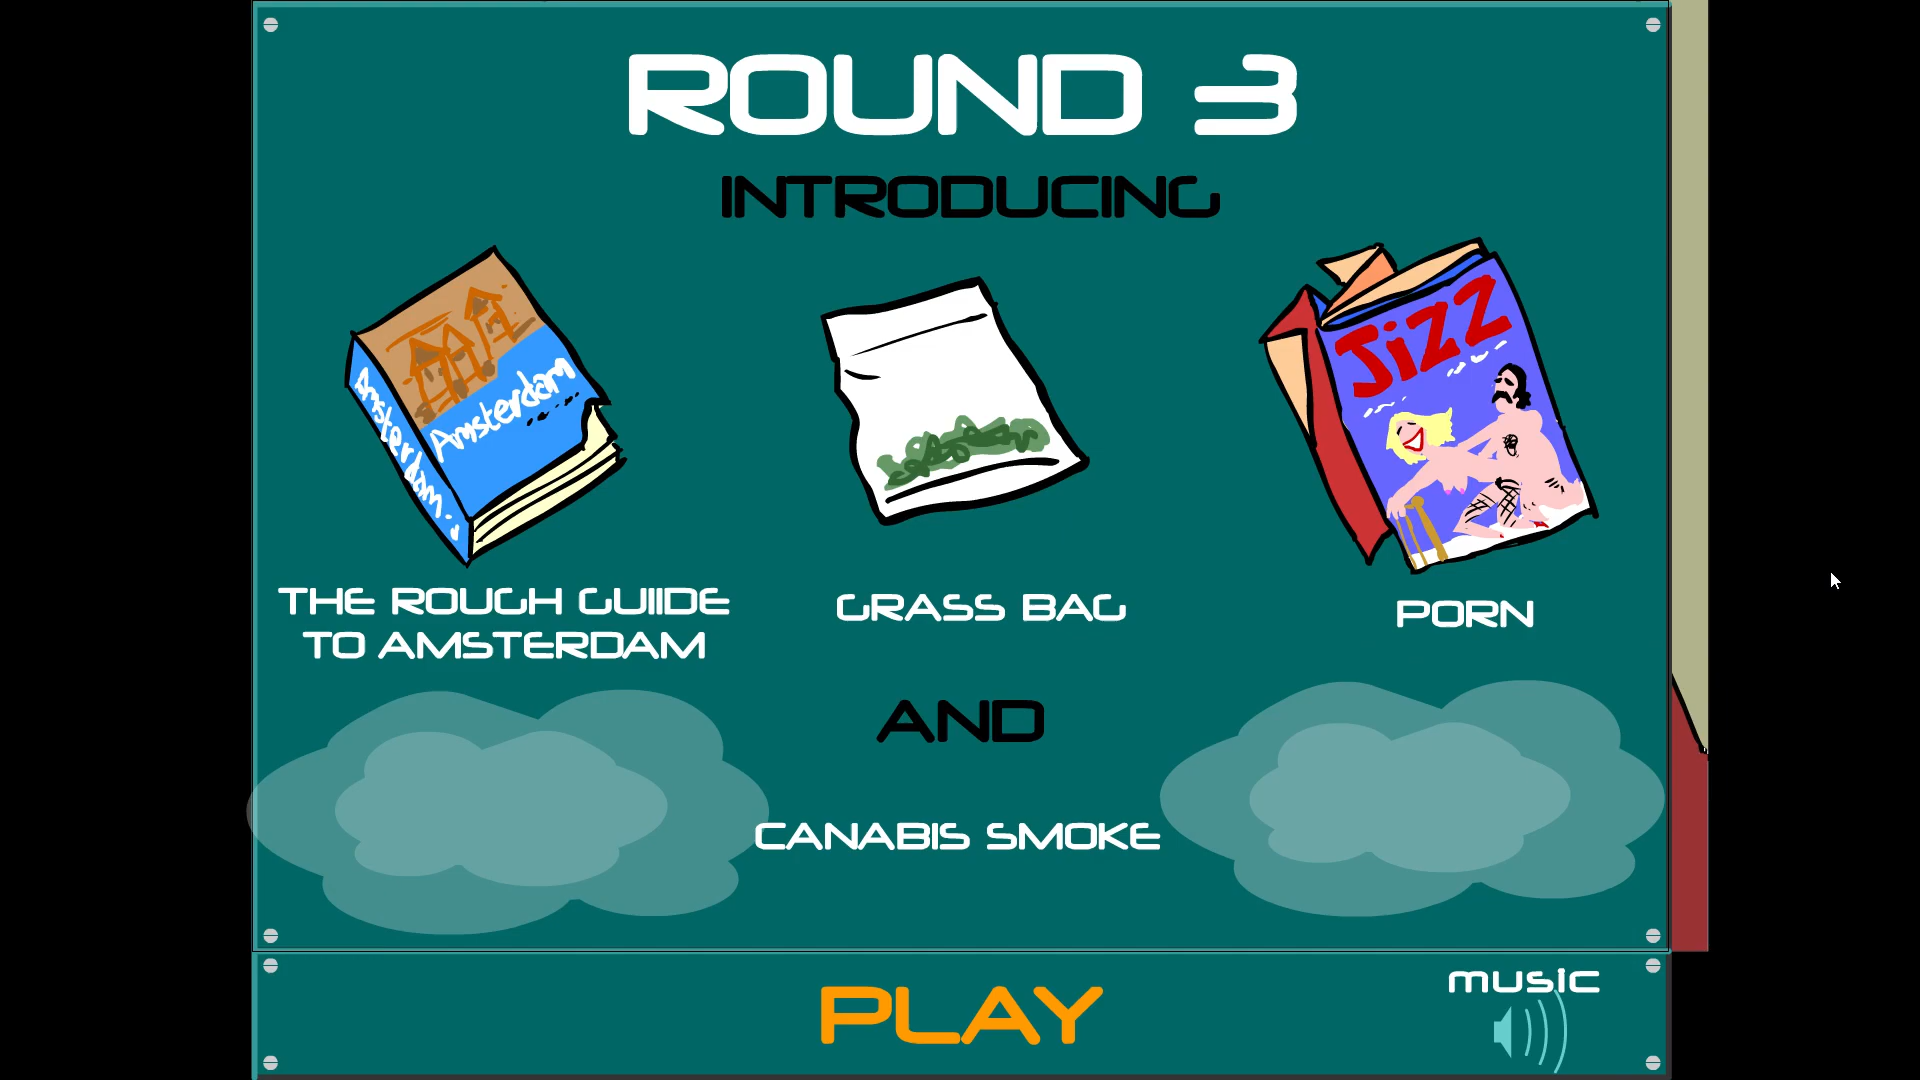 ROUND 3
INTRODUCING
Amsterdam
Amsterdam
JiZZ
THE ROUGH GUIIDE
TO AMSTERDAM
GRASS BAG
PORN
AND
CANABIS SMOKE
PLAY
music